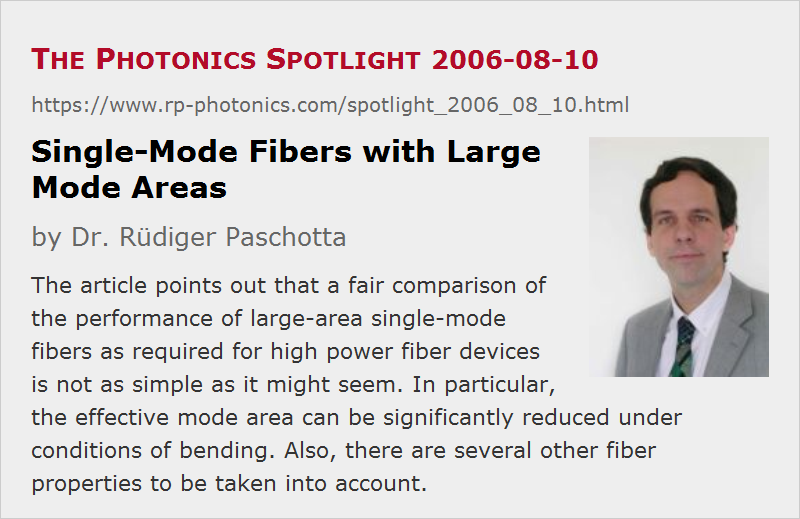 THE PHOTONICS SPOTLIGHT 2006-08-10
https://www.rp-photonics.com/spotlight_2006_08_10.html
Single-Mode Fibers with Large
Mode Areas
by Dr. Rüdiger Paschotta
The article points out that a fair comparison of
the performance of large-area single-mode
fibers as required for high power fiber devices
is not as simple as it might seem. In particular,
the effective mode area can be significantly reduced under
conditions of bending. Also, there are several other fiber
properties to be taken into account.